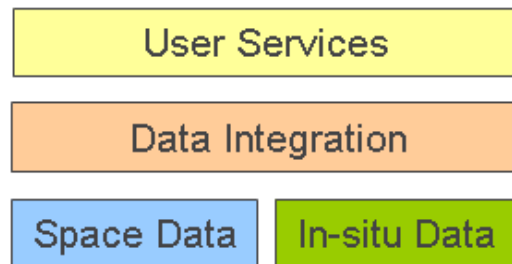 User Services
Data Integration
Space Data In-situ Data